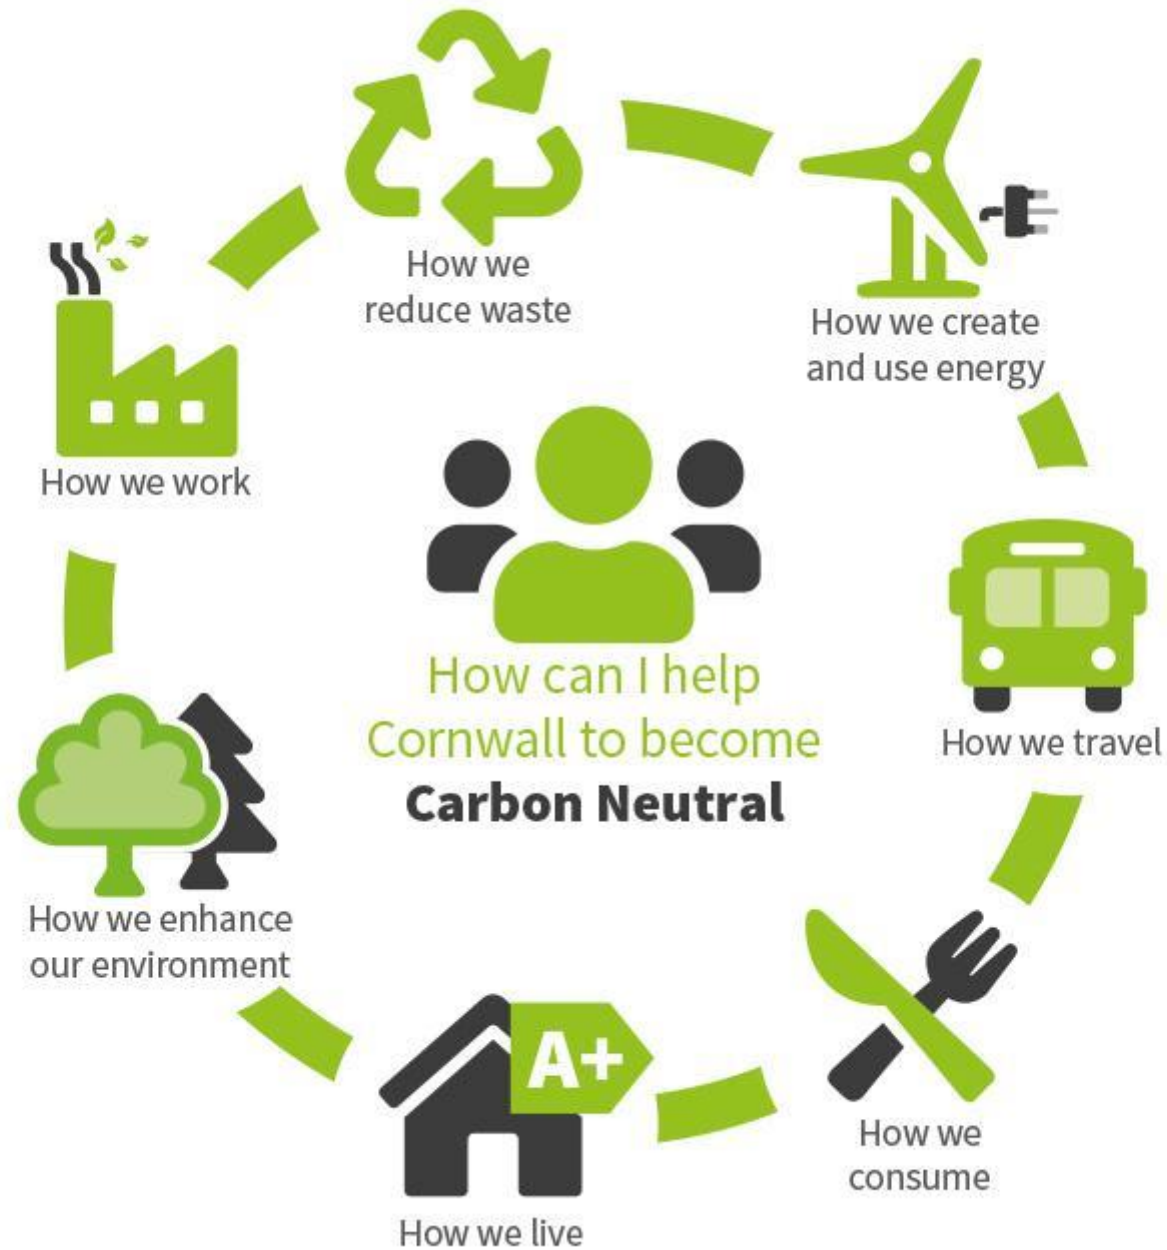 How we
reduce waste
How we create
and use energy
How we work
How we travel
How can I help
Cornwall to become
Carbon Neutral
How we enhance
our environment
A+
How we
consume
How we live